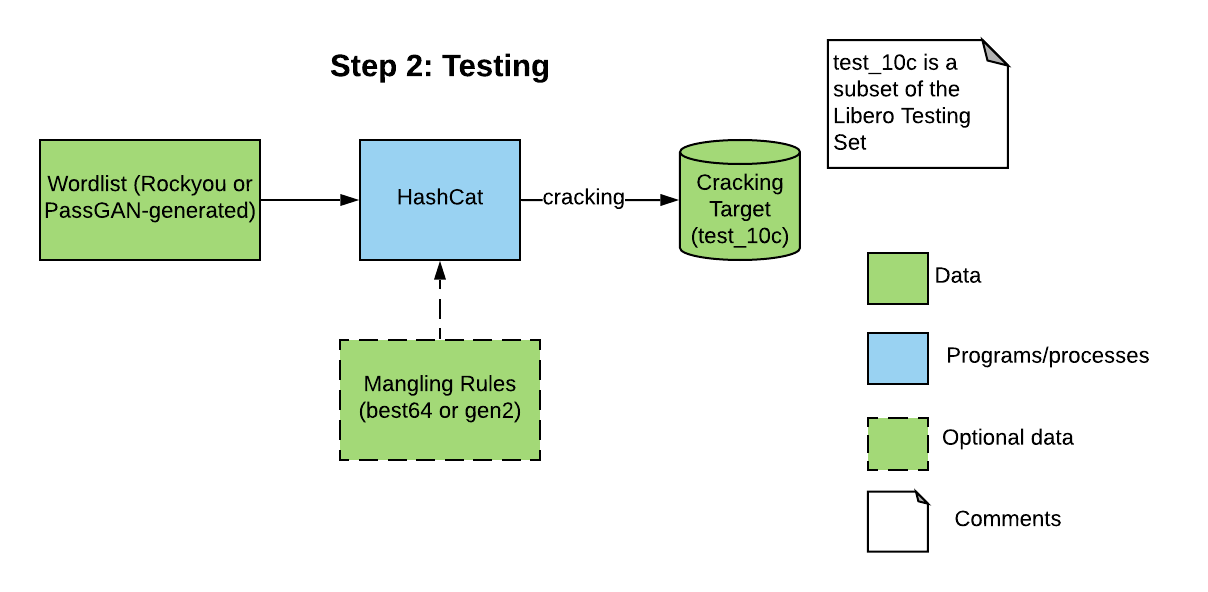 Step 2: Testing
test_10c is a
subset of the
Libero Testing
Set
Wordlist (Rockyou or
PassGAN-generated)
HashCat
cracking
Cracking
Target
(test_10c)
Mangling Rules
(best64 or gen2)
Data
Programs/processes
Optional data
Comments